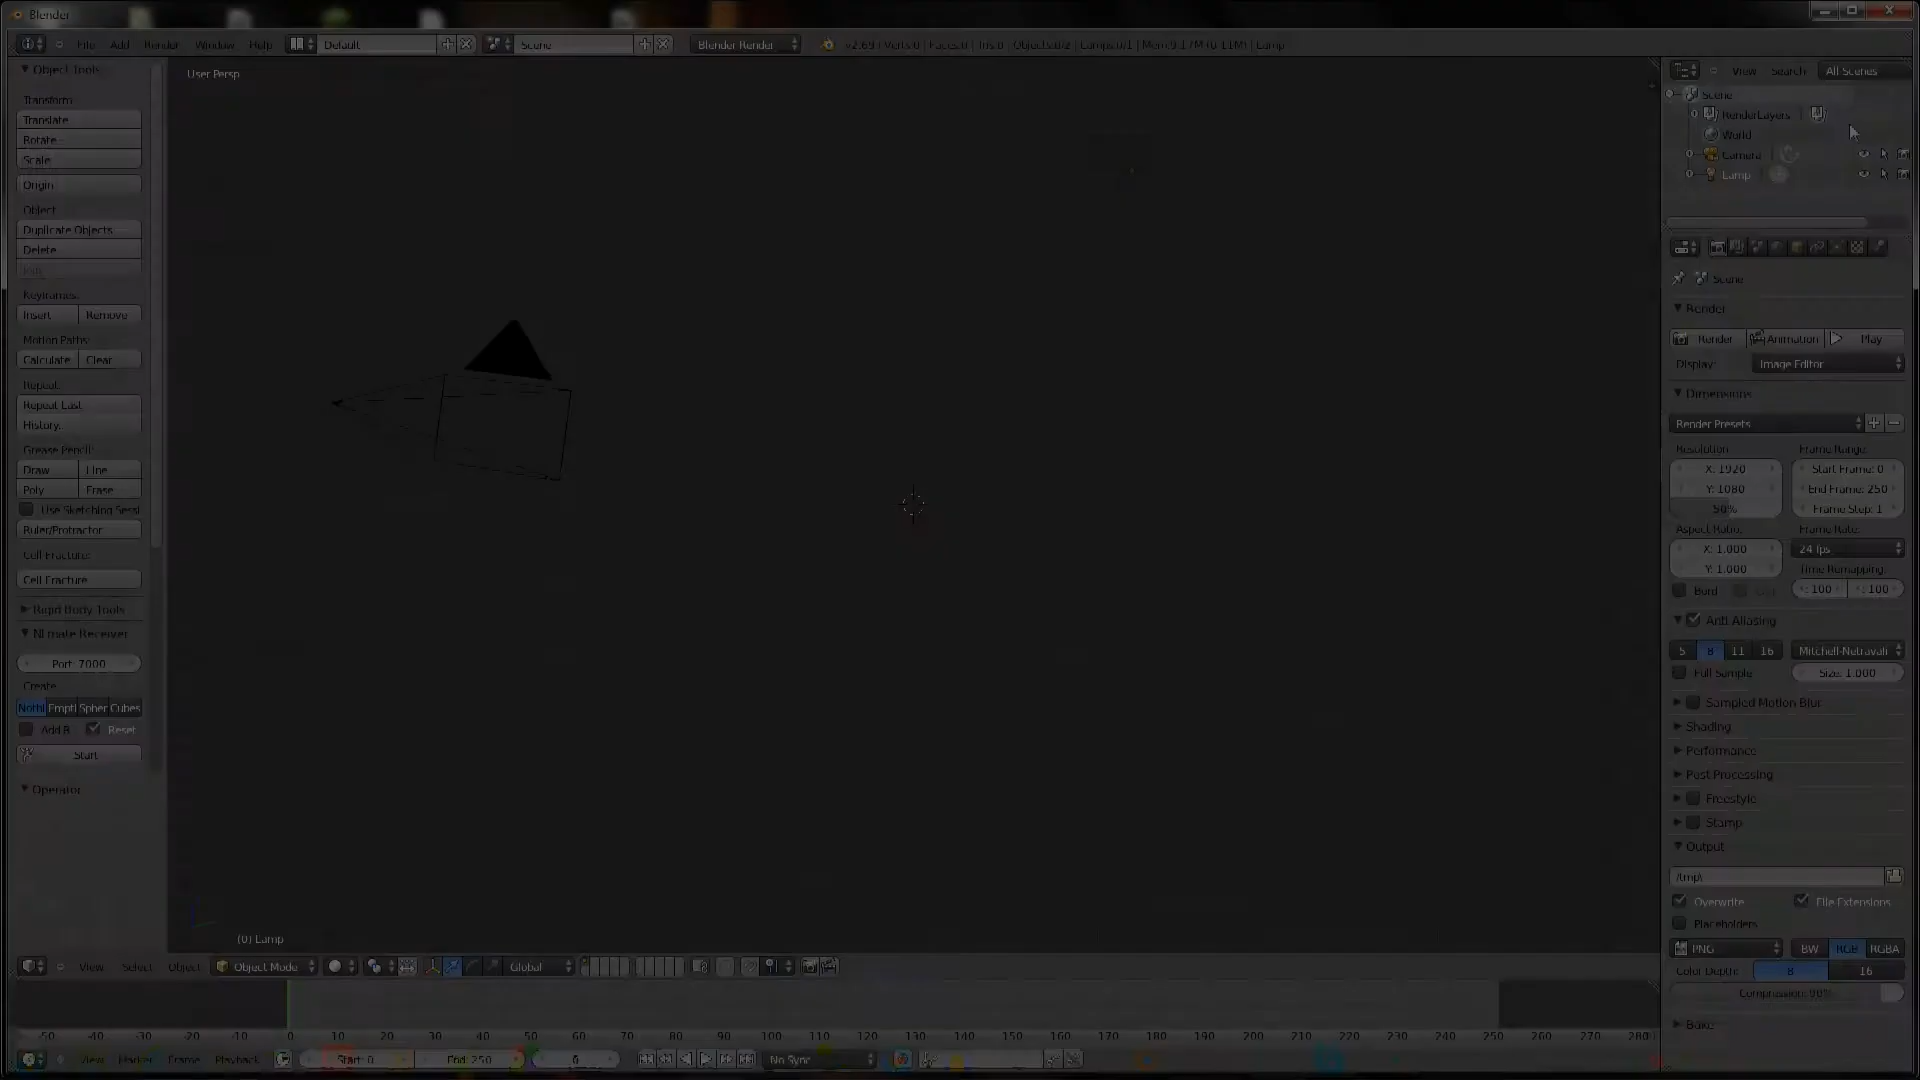 Blender
File Add Render Window Help Default Scene Blender Render v2.69 | Verts:0 | Faces:0 | Tris:0 | Objects:0/2 | Lamps:0/1 | Mem:9.17M (0.11M) | Lamp
Object Tools
Transform:
Translate
Rotate
Scale
Origin
Object:
Duplicate Objects
Delete
Join
Keyframes:
Insert Remove
Motion Paths:
Calculate Clear
Repeat:
Repeat Last
History...
Grease Pencil:
Draw Line
Poly Erase
Use Sketching Sessi
Ruler/Protractor
Cell Fracture:
Cell Fracture
Rigid Body Tools
NI mate Receiver
Port: 7000
Create
Nothi Empti Spher Cubes
Add R Reset
Start
Operator
User Persp
(0) Lamp
View Select Object Object Mode Global
-50 -40 -30 -20 -10 0 10 20 30 40 50 60 70 80 90 100 110 120 130 140 150 160 170 180 190 200 210 220 230 240 250 260 270 280
View Marker Frame Playback Start: 0 End: 250 0 No Sync
View Search All Scenes
Scene
RenderLayers
World
Camera
Lamp
Scene
Render
Render Animation Play
Display: Image Editor
Dimensions
Render Presets
Resolution: Frame Range:
X: 1920 Start Frame: 0
Y: 1080 End Frame: 250
50% Frame Step: 1
Aspect Ratio: Frame Rate:
X: 1.000 24 fps
Y: 1.000 Time Remapping:
Bord : 100 : 100
Anti-Aliasing
5 8 11 16 Mitchell-Netravali
Full Sample Size: 1.000
Sampled Motion Blur
Shading
Performance
Post Processing
Freestyle
Stamp
Output
/tmp\
Overwrite File Extensions
Placeholders
PNG BW RGB RGBA
Color Depth: 8 16
Compression: 90%
Bake